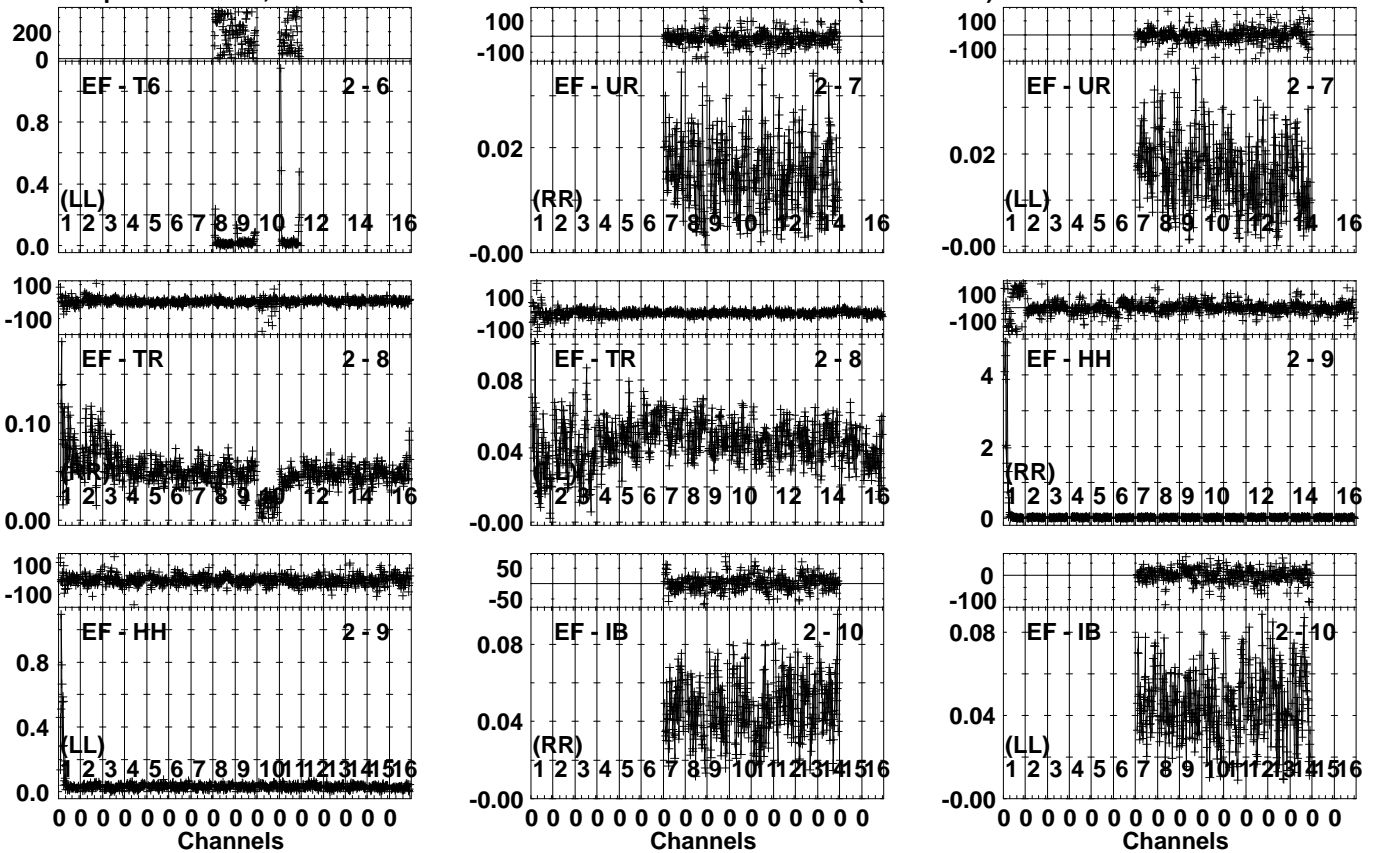 200
0
EF - T6 2 - 6
0.8
0.4
(LL)
1 2 3 4 5 6 7 8 9 10 12 14 16
0.0
100
-100
EF - UR 2 - 7
0.02
(RR)
1 2 3 4 5 6 7 8 9 10 12 14 16
-0.00
100
-100
EF - UR 2 - 7
0.02
(LL)
1 2 3 4 5 6 7 8 9 10 12 14 16
-0.00
100
-100
EF - TR 2 - 8
0.10
(RR)
1 2 3 4 5 6 7 8 9 10 12 14 16
0.00
100
-100
EF - TR 2 - 8
0.08
0.04
(LL)
1 2 3 4 5 6 7 8 9 10 12 14 16
-0.00
100
-100
EF - HH 2 - 9
4
2
(RR)
1 2 3 4 5 6 7 8 9 10 12 14 16
0
100
-100
EF - HH 2 - 9
0.8
0.4
(LL)
1 2 3 4 5 6 7 8 9 10 11 12 13 14 15 16
0.0
0 0 0 0 0 0 0 0 0 0 0 0 0 0 0 0
Channels
50
-50
EF - IB 2 - 10
0.08
0.04
(RR)
1 2 3 4 5 6 7 8 9 10 11 12 13 14 15 16
-0.00
0 0 0 0 0 0 0 0 0 0 0 0 0 0 0 0
Channels
0
-100
EF - IB 2 - 10
0.08
0.04
(LL)
1 2 3 4 5 6 7 8 9 10 11 12 13 14 15 16
-0.00
0 0 0 0 0 0 0 0 0 0 0 0 0 0 0 0
Channels